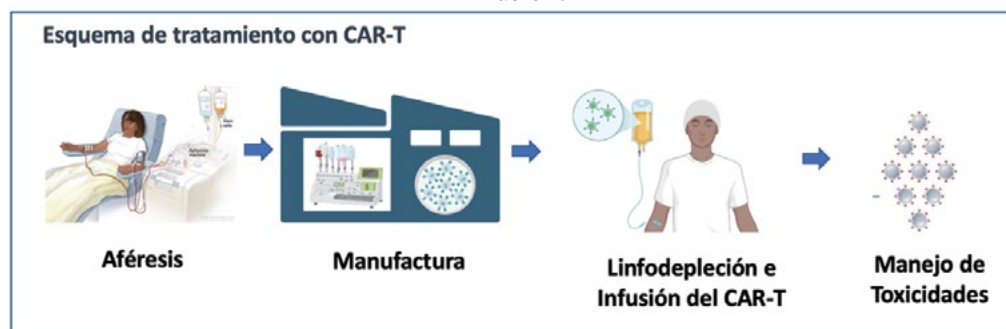 Esquema de tratamiento con CAR-T
Aféresis
Manufactura
Linfodepleción e
Infusión del CAR-T
Manejo de
Toxicidades